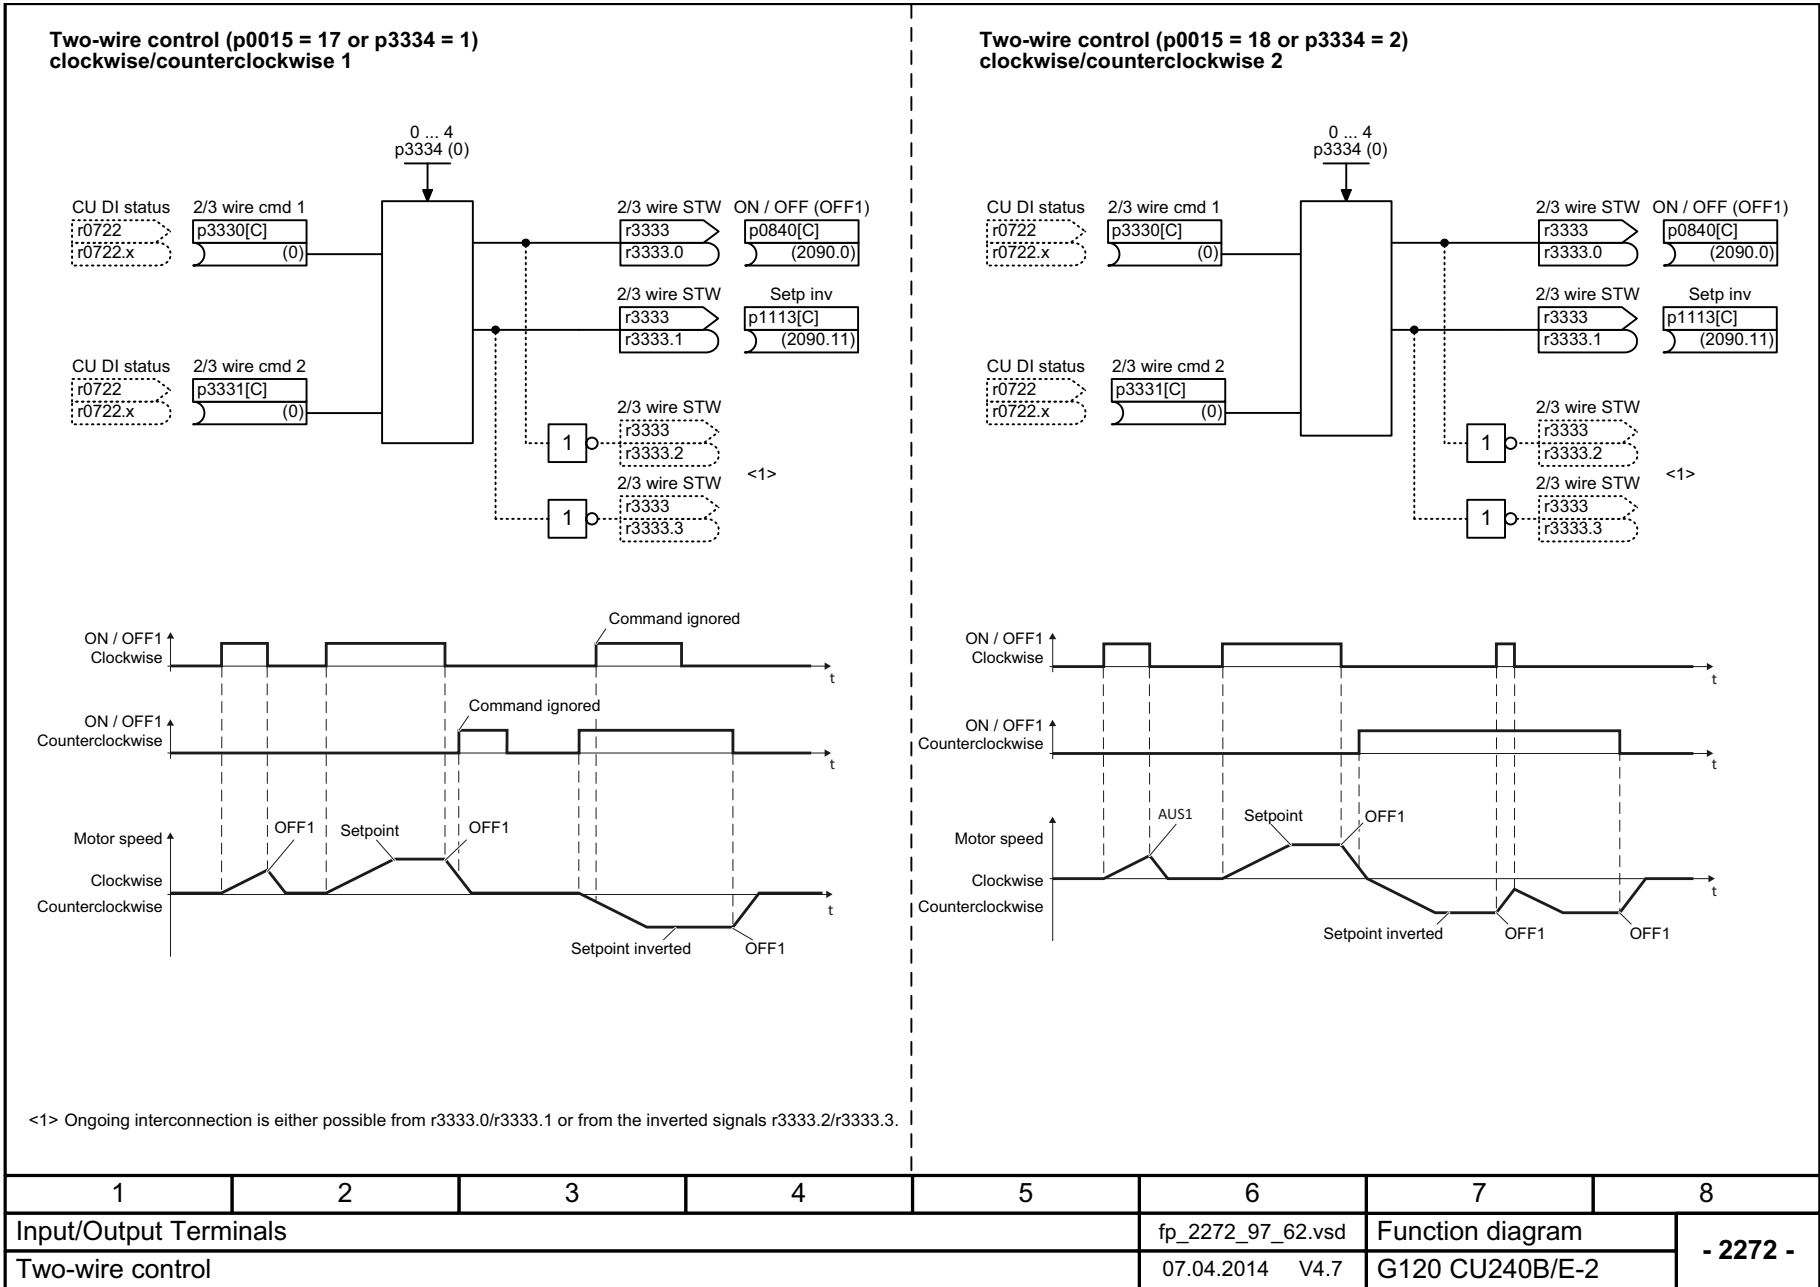 Two-wire control (p0015 = 17 or p3334 = 1)
clockwise/counterclockwise 1
0 ... 4
p3334 (0)
CU DI status
r0722
r0722.x
2/3 wire cmd 1
p3330[C]
(0)
2/3 wire STW
r3333
r3333.0
ON / OFF (OFF1)
p0840[C]
(2090.0)
2/3 wire STW
r3333
r3333.1
Setp inv
p1113[C]
(2090.11)
CU DI status
r0722
r0722.x
2/3 wire cmd 2
p3331[C]
(0)
1
2/3 wire STW
r3333
r3333.2
<1>
1
2/3 wire STW
r3333
r3333.3
ON / OFF1
Clockwise
Command ignored
t
ON / OFF1
Counterclockwise
Command ignored
t
Motor speed
Clockwise
Counterclockwise
OFF1
Setpoint
OFF1
Setpoint inverted
OFF1
t
<1> Ongoing interconnection is either possible from r3333.0/r3333.1 or from the inverted signals r3333.2/r3333.3.
Two-wire control (p0015 = 18 or p3334 = 2)
clockwise/counterclockwise 2
0 ... 4
p3334 (0)
CU DI status
r0722
r0722.x
2/3 wire cmd 1
p3330[C]
(0)
2/3 wire STW
r3333
r3333.0
ON / OFF (OFF1)
p0840[C]
(2090.0)
2/3 wire STW
r3333
r3333.1
Setp inv
p1113[C]
(2090.11)
CU DI status
r0722
r0722.x
2/3 wire cmd 2
p3331[C]
(0)
1
2/3 wire STW
r3333
r3333.2
<1>
1
2/3 wire STW
r3333
r3333.3
ON / OFF1
Clockwise
t
ON / OFF1
Counterclockwise
t
Motor speed
Clockwise
Counterclockwise
AUS1
Setpoint
OFF1
Setpoint inverted
OFF1
OFF1
t
1 2 3 4 5 6 7 8
Input/Output Terminals
fp_2272_97_62.vsd
Function diagram
- 2272 -
Two-wire control
07.04.2014 V4.7
G120 CU240B/E-2